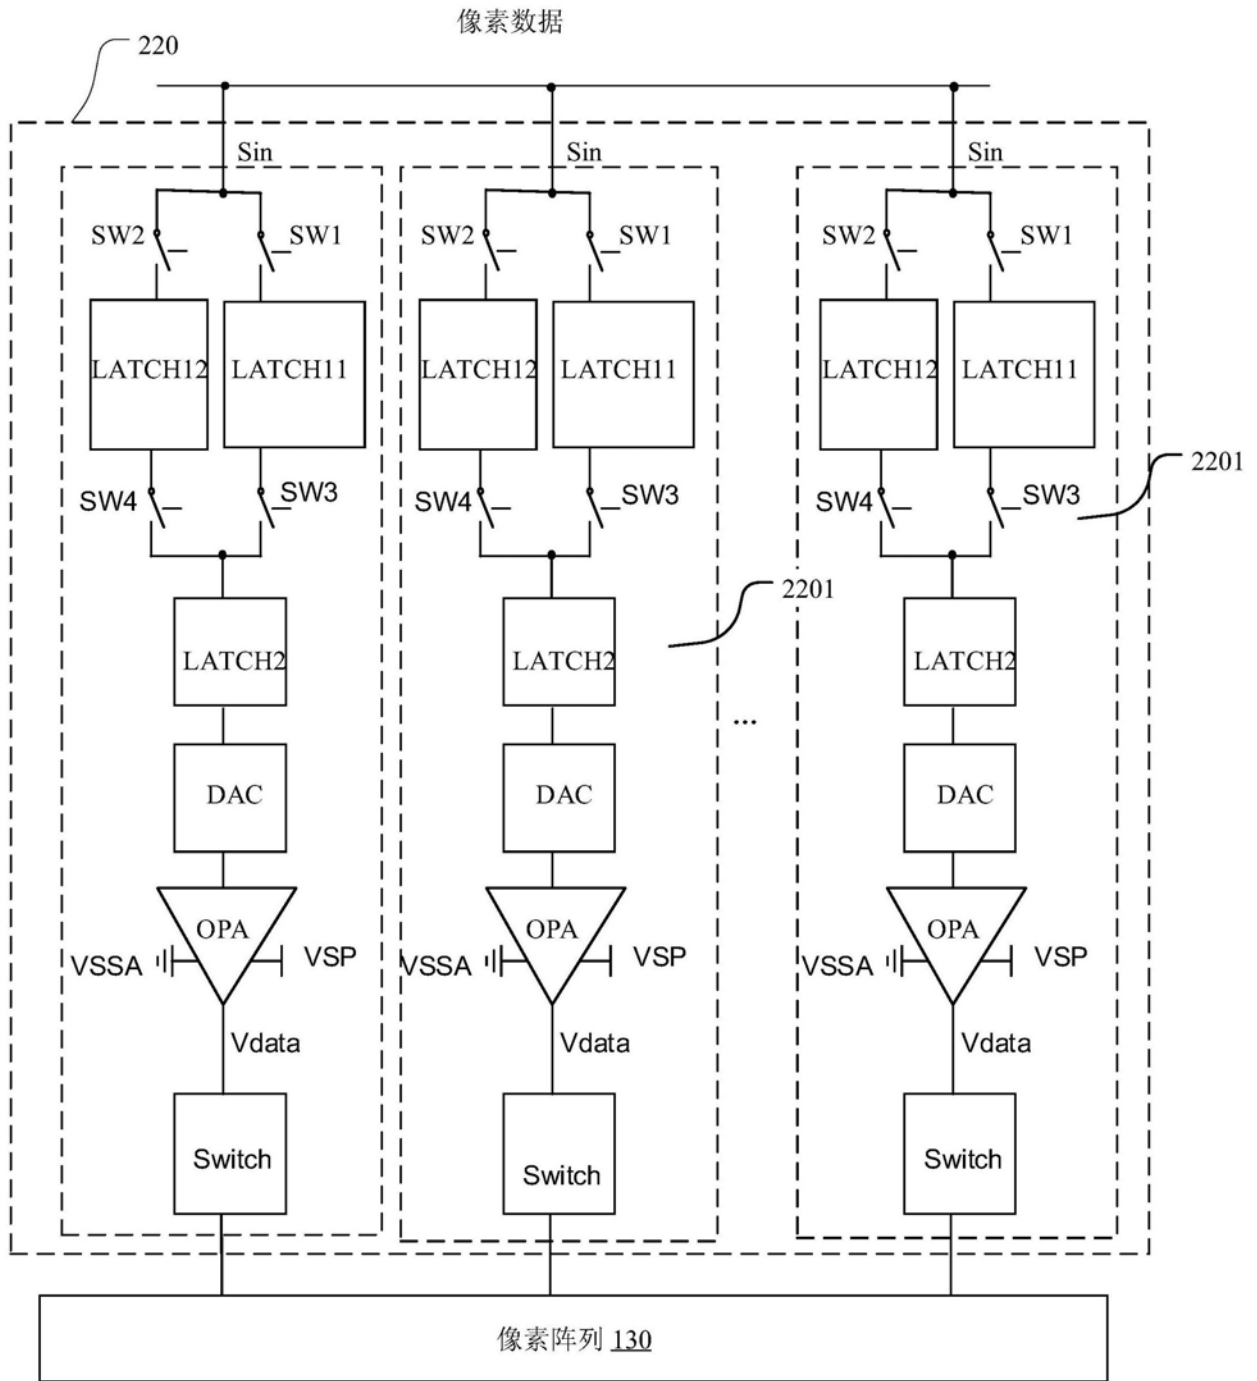 像素数据
220
Sin Sin Sin
SW2 SW1 SW2 SW1 SW2 SW1
LATCH12 LATCH11 LATCH12 LATCH11 LATCH12 LATCH11
2201
SW4 SW3 SW4 SW3 SW4 SW3
2201
LATCH2 LATCH2 LATCH2
...
DAC DAC DAC
OPA OPA OPA
VSSA VSP VSSA VSP VSSA VSP
Vdata Vdata Vdata
Switch Switch Switch
像素阵列 130